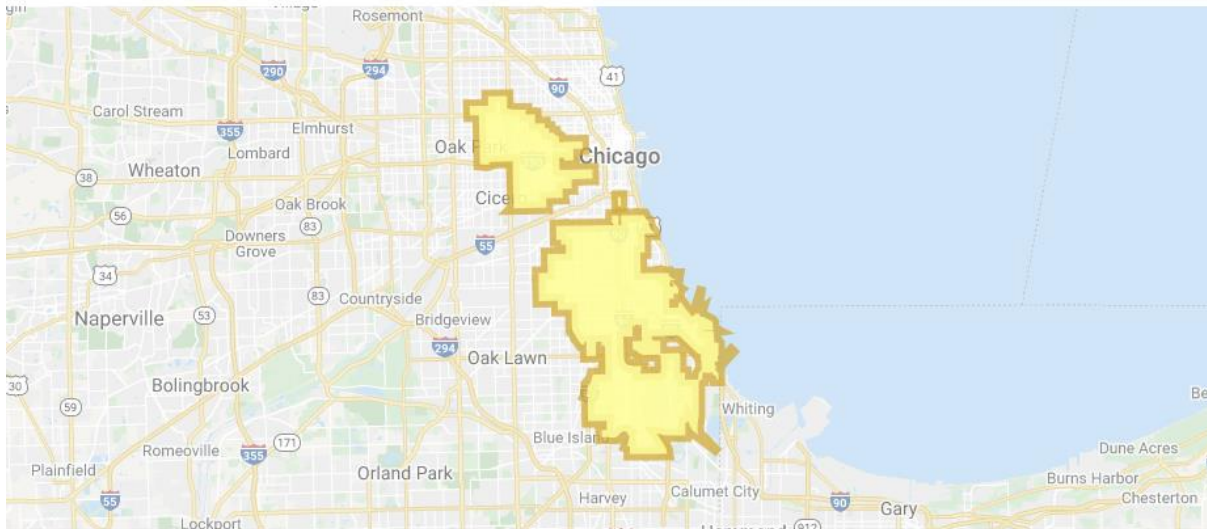 Rosemont
290
294
90
41
Carol Stream
355
Elmhurst
Oak Park
Chicago
Lombard
Wheaton
38
Cicero
56
Oak Brook
83
Downers
Grove
55
34
83
Countryside
Naperville
53
Bridgeview
294
Oak Lawn
30
Bolingbrook
59
Whiting
171
Blue Island
Romeoville
355
Dune Acres
Plainfield
Orland Park
Burns Harbor
55
Harvey
Calumet City
90
Chesterton
Gary
Lockport
Hammond
912